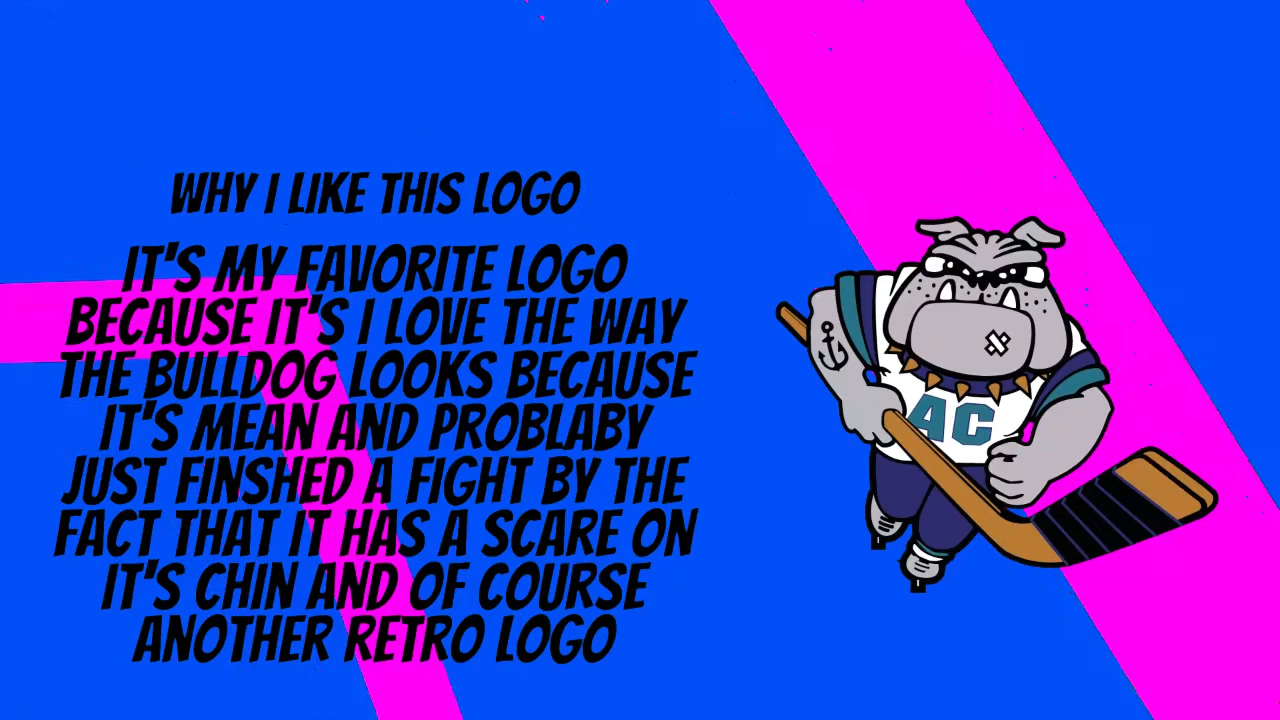 WHY I LIKE THIS LOGO
IT'S MY FAVORITE LOGO
BECAUSE IT'S I LOVE THE WAY
THE BULLDOG LOOKS BECAUSE
IT'S MEAN AND PROBLABY
JUST FINSHED A FIGHT BY THE
FACT THAT IT HAS A SCARE ON
IT'S CHIN AND OF COURSE
ANOTHER RETRO LOGO
AC